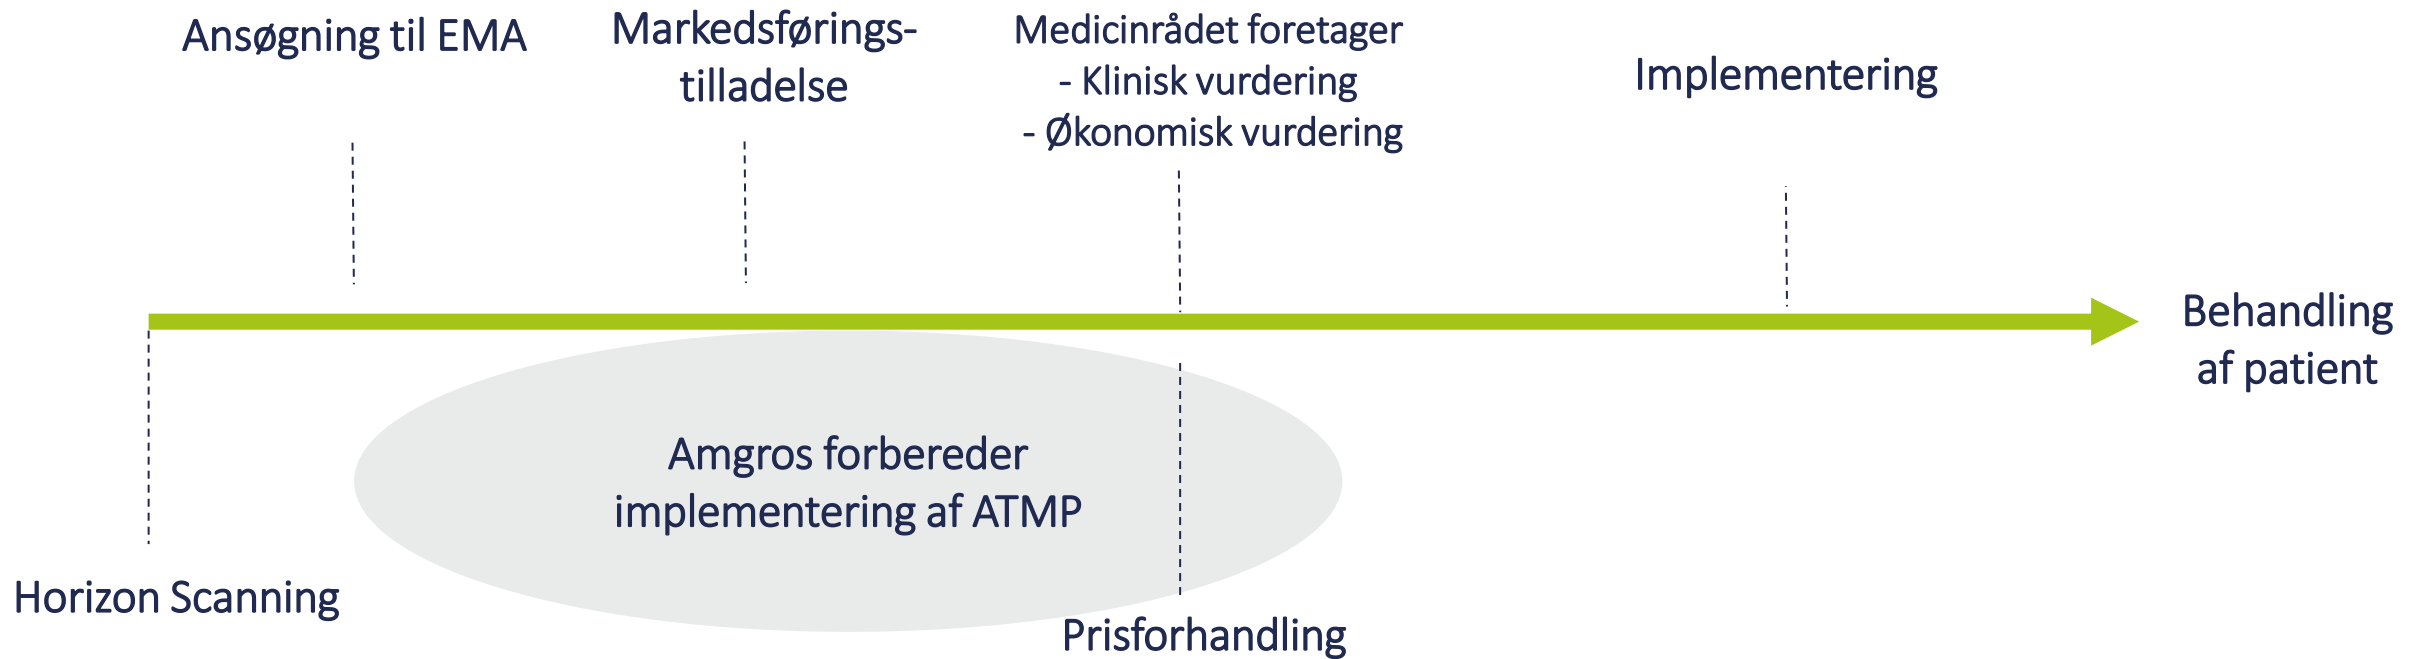 Ansøgning til EMA
Markedsførings-
tilladelse
Medicinrådet foretager
- Klinisk vurdering
- Økonomisk vurdering
Implementering
Behandling
af patient
Amgros forbereder
implementering af ATMP
Horizon Scanning
Prisforhandling